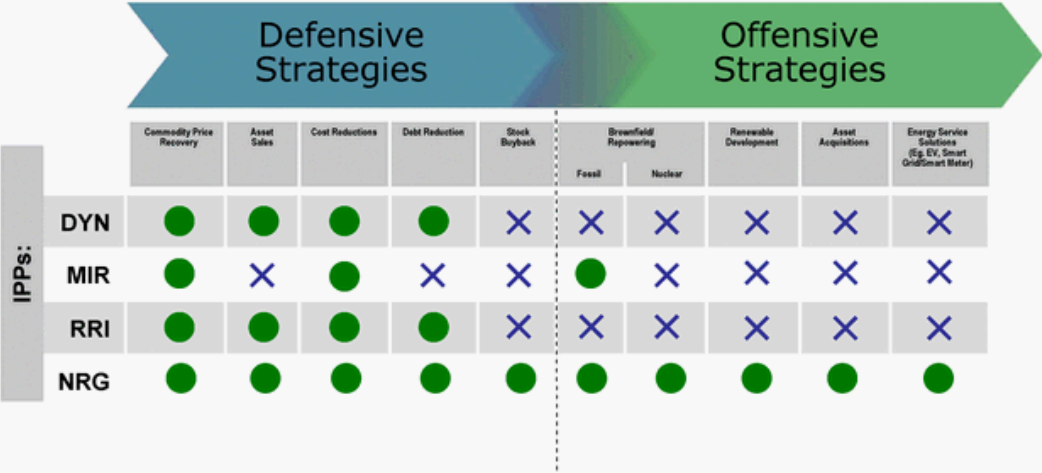 Defensive
Strategies
Offensive
Strategies
Commodity Price
Recovery
Asset
Sales
Cost Reductions
Debt Reduction
Stock
Buyback
Brownfield/
Repowering
Fossil
Nuclear
Renewable
Development
Asset
Acquisitions
Energy Service
Solutions
(Eg. EV, Smart
Grid/Smart Meter)
IPPs:
DYN
MIR
RRI
NRG